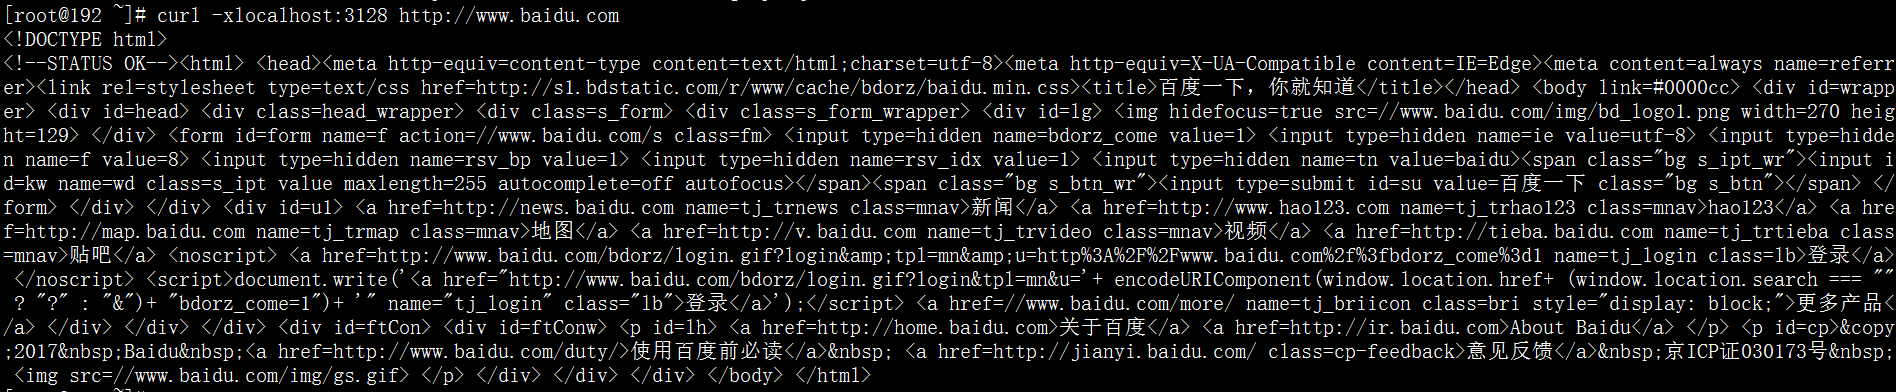 [root@192 ~]# curl -xlocalhost:3128 http://www.baidu.com
<!DOCTYPE html>
<!--STATUS OK--><html> <head><meta http-equiv=content-type content=text/html;charset=utf-8><meta http-equiv=X-UA-Compatible content=IE=Edge><meta content=always name=referr
er><link rel=stylesheet type=text/css href=http://s1.bdstatic.com/r/www/cache/bdorz/baidu.min.css><title>百度一下，你就知道</title></head> <body link=#0000cc> <div id=wrapp
er> <div id=head> <div class=head_wrapper> <div class=s_form> <div class=s_form_wrapper> <div id=lg> <img hidefocus=true src=//www.baidu.com/img/bd_logo1.png width=270 heig
ht=129> </div> <form id=form name=f action=//www.baidu.com/s class=fm> <input type=hidden name=bdorz_come value=1> <input type=hidden name=ie value=utf-8> <input type=hidde
n name=f value=8> <input type=hidden name=rsv_bp value=1> <input type=hidden name=rsv_idx value=1> <input type=hidden name=tn value=baidu><span class="bg s_ipt_wr"><input i
d=kw name=wd class=s_ipt value maxlength=255 autocomplete=off autofocus></span><span class="bg s_btn_wr"><input type=submit id=su value=百度一下 class="bg s_btn"></span> </
form> </div> </div> <div id=u1> <a href=http://news.baidu.com name=tj_trnews class=mnav>新闻</a> <a href=http://www.hao123.com name=tj_trhao123 class=mnav>hao123</a> <a hre
f=http://map.baidu.com name=tj_trmap class=mnav>地图</a> <a href=http://v.baidu.com name=tj_trvideo class=mnav>视频</a> <a href=http://tieba.baidu.com name=tj_trtieba class
=mnav>贴吧</a> <noscript> <a href=http://www.baidu.com/bdorz/login.gif?login&amp;tpl=mn&amp;u=http%3A%2F%2Fwww.baidu.com%2f%3fbdorz_come%3d1 name=tj_login class=lb>登录</a>
 </noscript> <script>document.write('<a href="http://www.baidu.com/bdorz/login.gif?login&tpl=mn&u='+ encodeURIComponent(window.location.href+ (window.location.search === ""
 ? "?" : "&")+ "bdorz_come=1")+ '" name="tj_login" class="lb">登录</a>');</script> <a href=//www.baidu.com/more/ name=tj_briicon class=bri style="display: block;">更多产品<
/a> </div> </div> </div> <div id=ftCon> <div id=ftConw> <p id=lh> <a href=http://home.baidu.com>关于百度</a> <a href=http://ir.baidu.com>About Baidu</a> </p> <p id=cp>&copy
;2017&nbsp;Baidu&nbsp;<a href=http://www.baidu.com/duty/>使用百度前必读</a>&nbsp; <a href=http://jianyi.baidu.com/ class=cp-feedback>意见反馈</a>&nbsp;京ICP证030173号&nbsp;
 <img src=//www.baidu.com/img/gs.gif> </p> </div> </div> </div> </body> </html>